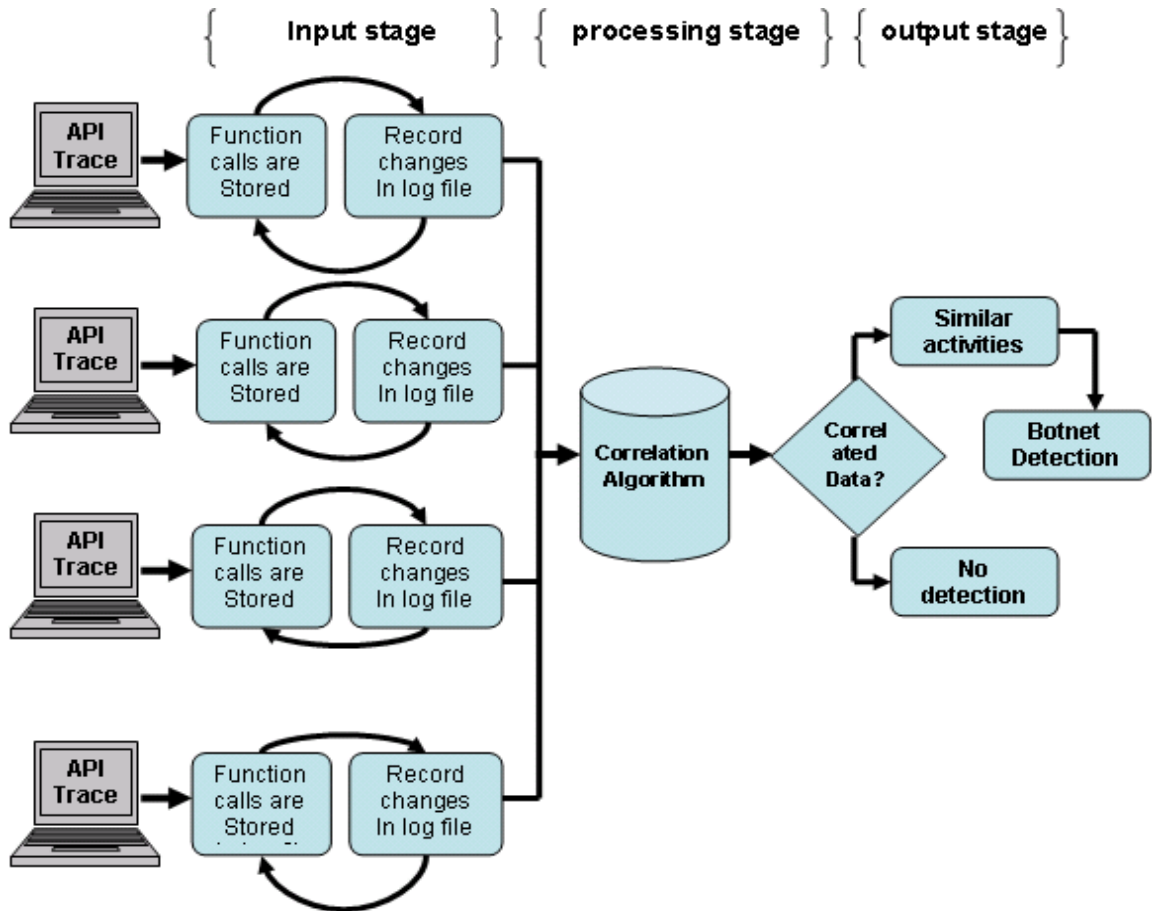 Input stage
processing stage
output stage
API
Trace
Function
calls are
Stored
Record
changes
In log file
API
Trace
Function
calls are
Stored
Record
changes
In log file
API
Trace
Function
calls are
Stored
Record
changes
In log file
API
Trace
Function
calls are
Stored
Record
changes
In log file
Correlation
Algorithm
Correl
ated
Data?
Similar
activities
Botnet
Detection
No
detection